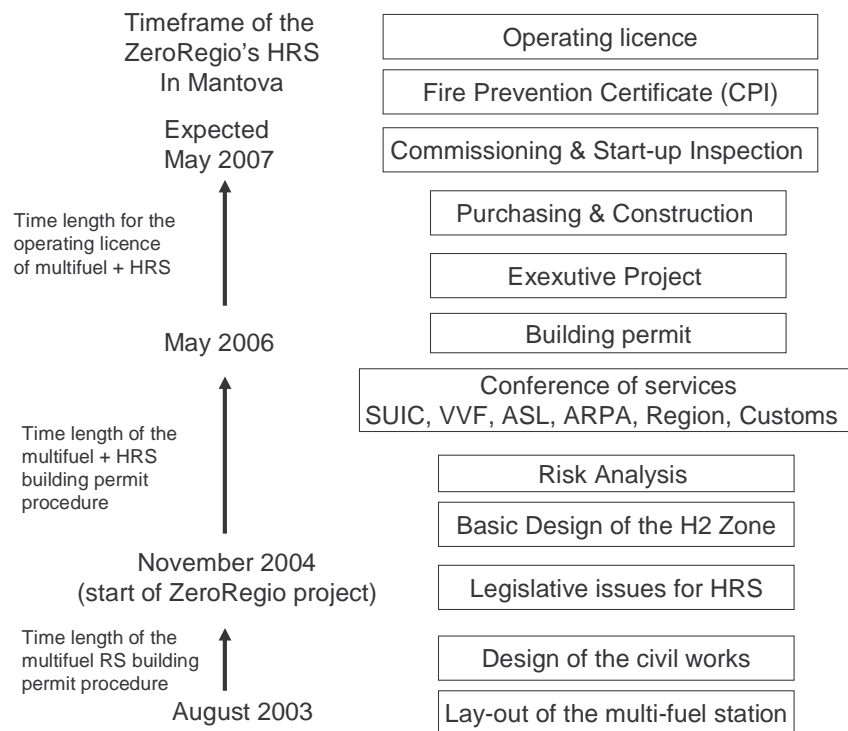 Timeframe of the
ZeroRegio's HRS
In Mantova
Expected
May 2007
Time length for the
operating licence
of multifuel + HRS
May 2006
Time length of the
multifuel + HRS
building permit
procedure
November 2004
(start of ZeroRegio project)
Time length of the
multifuel RS building
permit procedure
August 2003
Operating licence
Fire Prevention Certificate (CPI)
Commissioning & Start-up Inspection
Purchasing & Construction
Exexutive Project
Building permit
Conference of services
SUIC, VVF, ASL, ARPA, Region, Customs
Risk Analysis
Basic Design of the H2 Zone
Legislative issues for HRS
Design of the civil works
Lay-out of the multi-fuel station